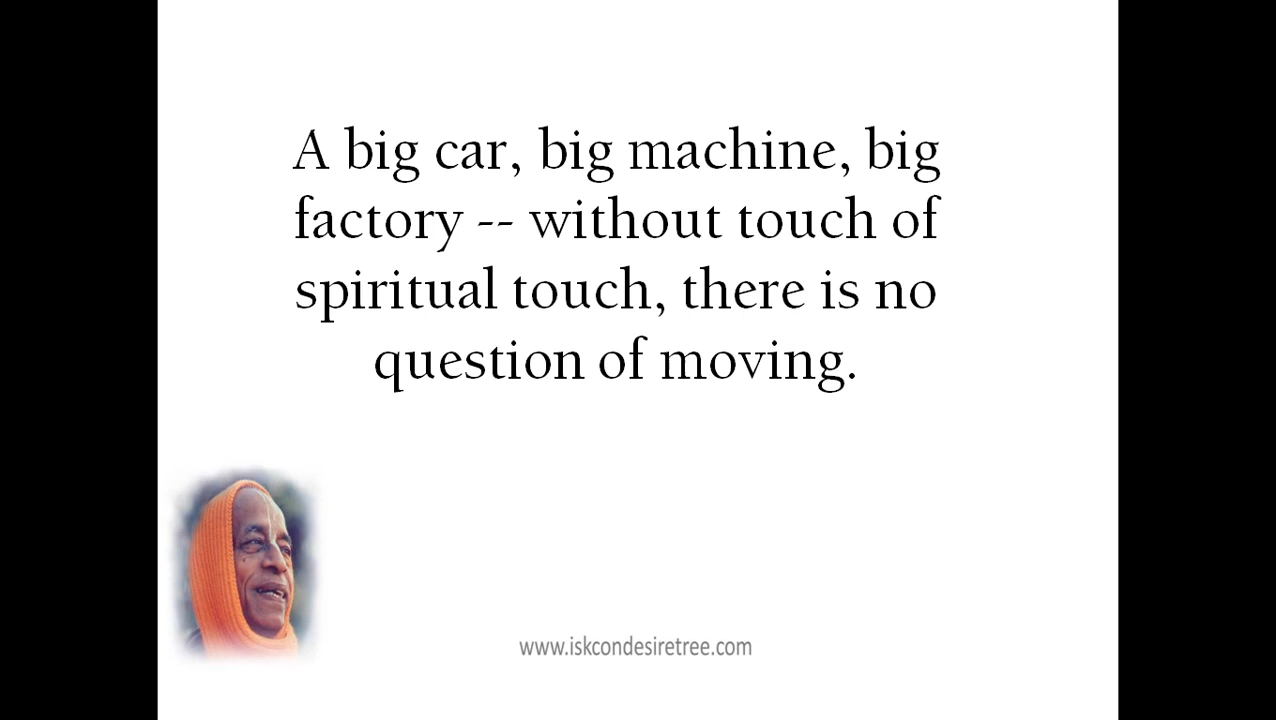 A big car, big machine, big
factory -- without touch of
spiritual touch, there is no
question of moving.
www.iskcondesiretree.com